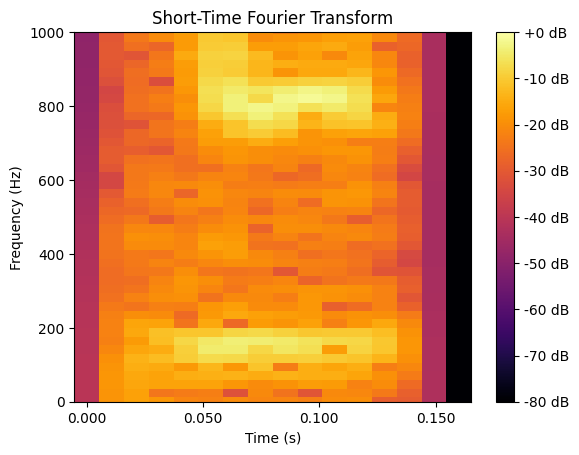 Short-Time Fourier Transform
Frequency (Hz)
1000
800
600
400
200
0
0.000
0.050
0.100
0.150
Time (s)
+0 dB
-10 dB
-20 dB
-30 dB
-40 dB
-50 dB
-60 dB
-70 dB
-80 dB